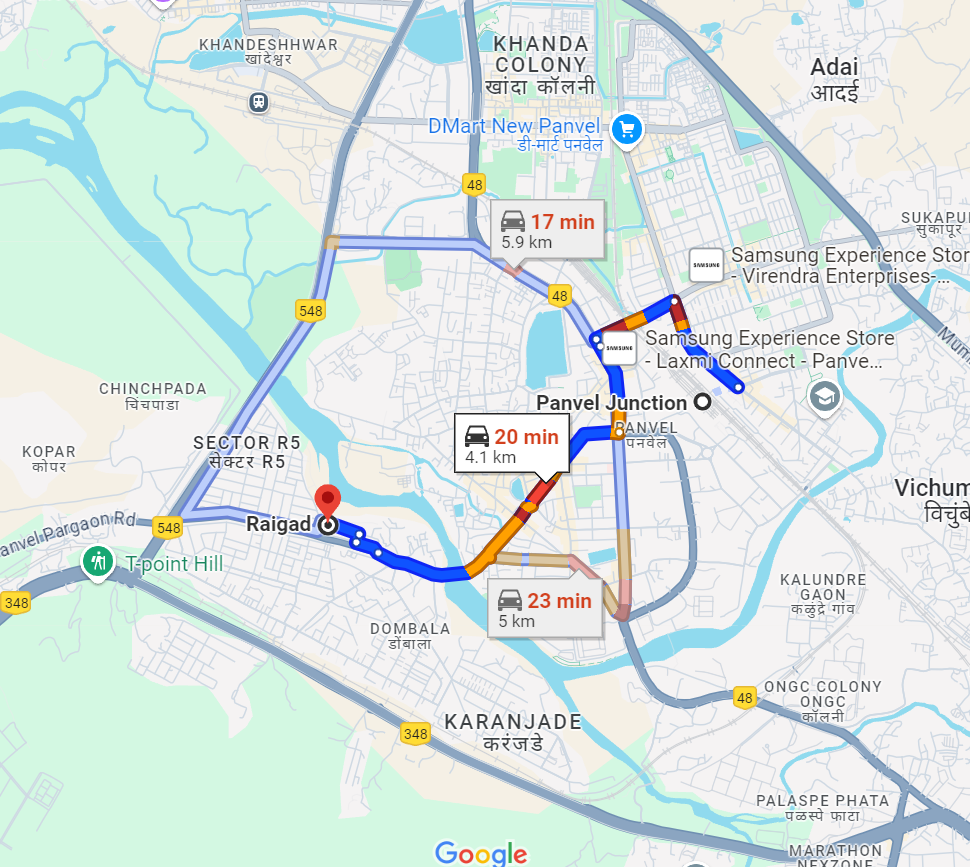 KHANDESHHWAR
खांदेश्वर
KHANDA
COLONY
खांदा कॉलनी
Adai
आदई
DMart New Panvel
डी-मार्ट पनवेल
48
17 min
5.9 km
सुकापुर
Samsung Experience Stor
- Virendra Enterprises-...
SAMSUNG
48
548
Samsung Experience Store
- Laxmi Connect - Panve...
SAMSUNG
CHINCHPADA
चिंचपाडा
Panvel Junction
PANVEL
पनवेल
20 min
4.1 km
SECTOR R5
सेक्टर R5
KOPAR
कोपर
Vichum
विचुंबे
Raigad
anvel Pargaon Rd
548
T-point Hill
348
23 min
5 km
KALUNDRE
GAON
कळुंद्रे गांव
DOMBALA
डोंबाला
48
ONGC COLONY
ONGC
कॉलनी
KARANJADE
करंजडे
348
PALASPE PHATA
पळस्पे फाटा
MARATHON
NEXZONE
Google